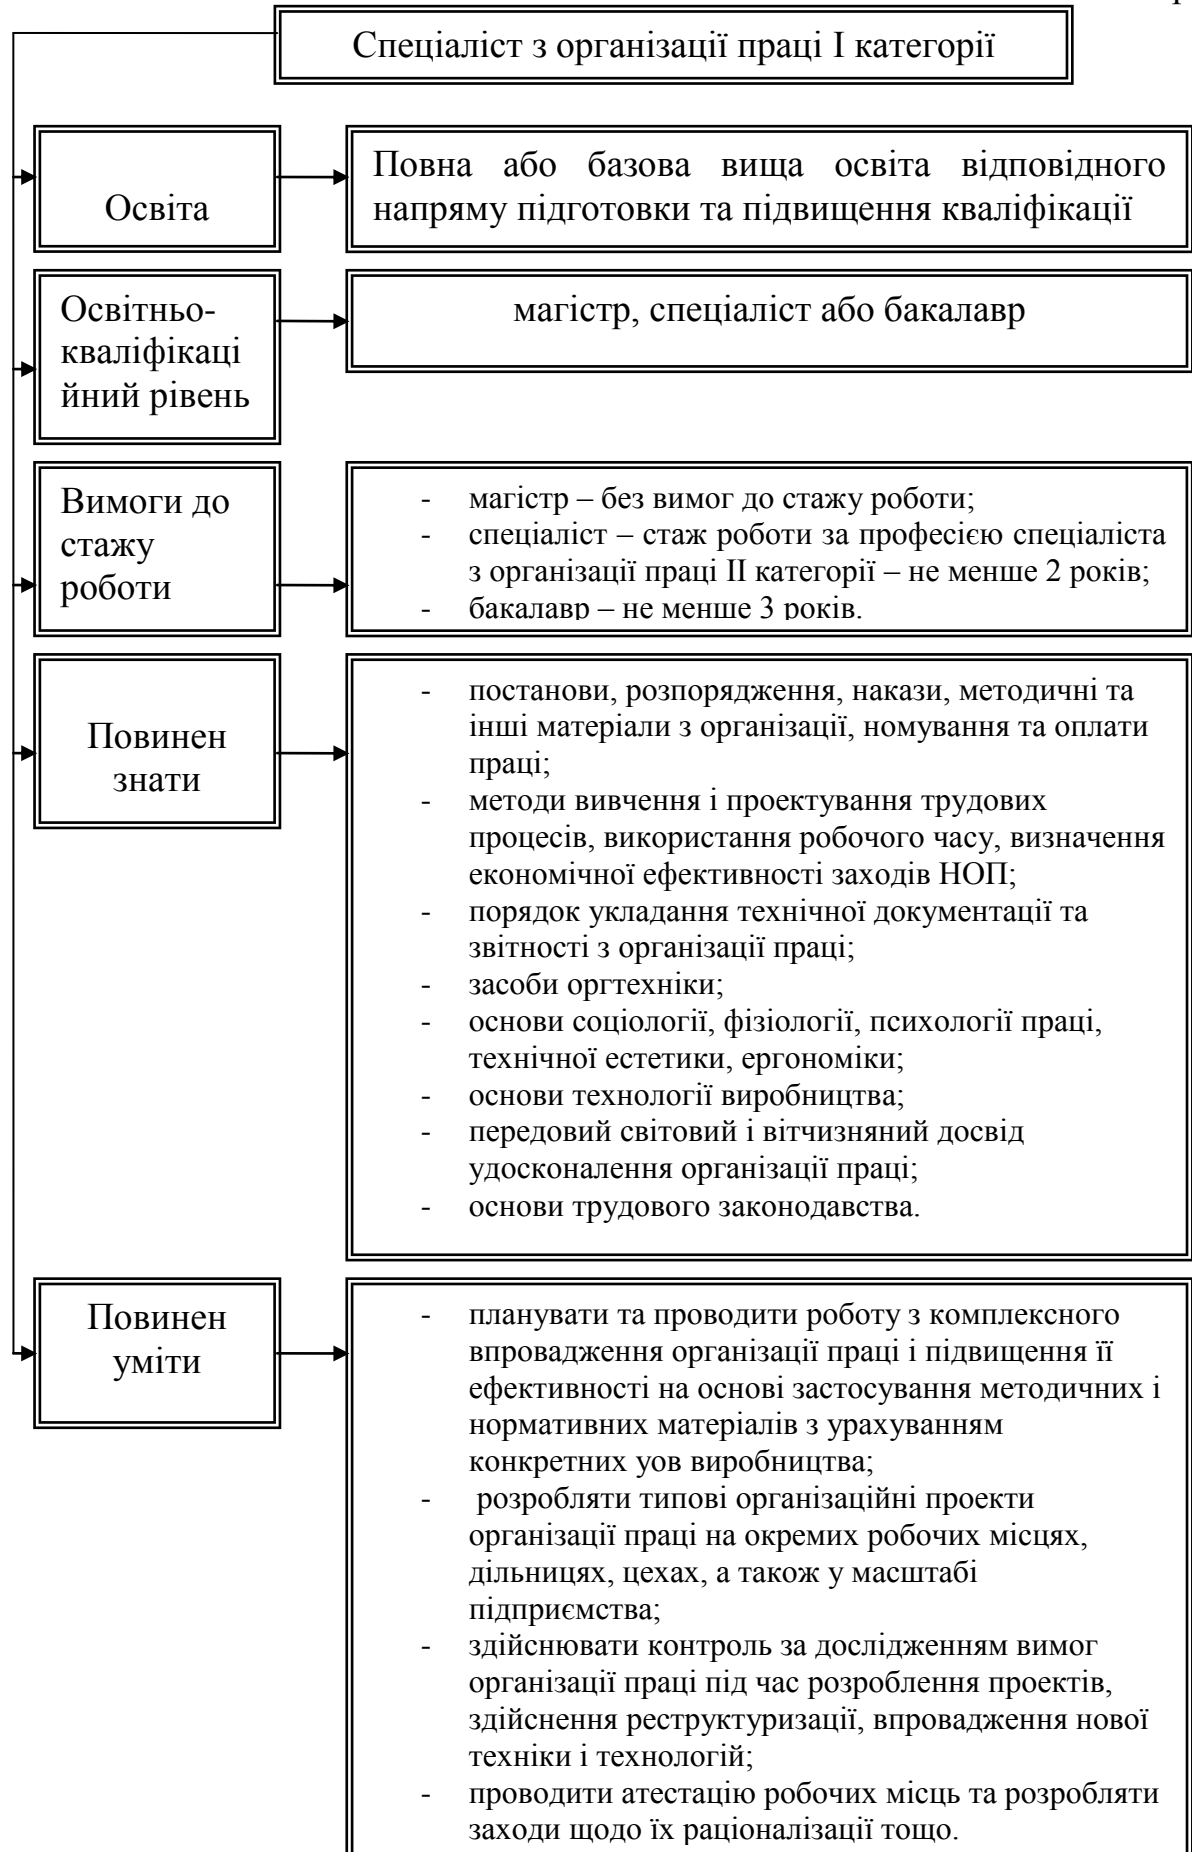 Спеціаліст з організації праці І категорії
Освіта
Повна або базова вища освіта відповідного
напряму підготовки та підвищення кваліфікації
Освітньо-
кваліфікаці
йний рівень
магістр, спеціаліст або бакалавр
Вимоги до
стажу
роботи
- магістр – без вимог до стажу роботи;
- спеціаліст – стаж роботи за професією спеціаліста
з організації праці ІІ категорії – не менше 2 років;
- бакалавр – не менше 3 років.
Повинен
знати
- постанови, розпорядження, накази, методичні та
інші матеріали з організації, номування та оплати
праці;
- методи вивчення і проектування трудових
процесів, використання робочого часу, визначення
економічної ефективності заходів НОП;
- порядок укладання технічної документації та
звітності з організації праці;
- засоби оргтехніки;
- основи соціології, фізіології, психології праці,
технічної естетики, ергономіки;
- основи технології виробництва;
- передовий світовий і вітчизняний досвід
удосконалення організації праці;
- основи трудового законодавства.
Повинен
уміти
- планувати та проводити роботу з комплексного
впровадження організації праці і підвищення її
ефективності на основі застосування методичних і
нормативних матеріалів з урахуванням
конкретних уов виробництва;
- розробляти типові організаційні проекти
організації праці на окремих робочих місцях,
дільницях, цехах, а також у масштабі
підприємства;
- здійснювати контроль за дослідженням вимог
організації праці під час розроблення проектів,
здійснення реструктуризації, впровадження нової
техніки і технологій;
- проводити атестацію робочих місць та розробляти
заходи щодо їх раціоналізації тощо.